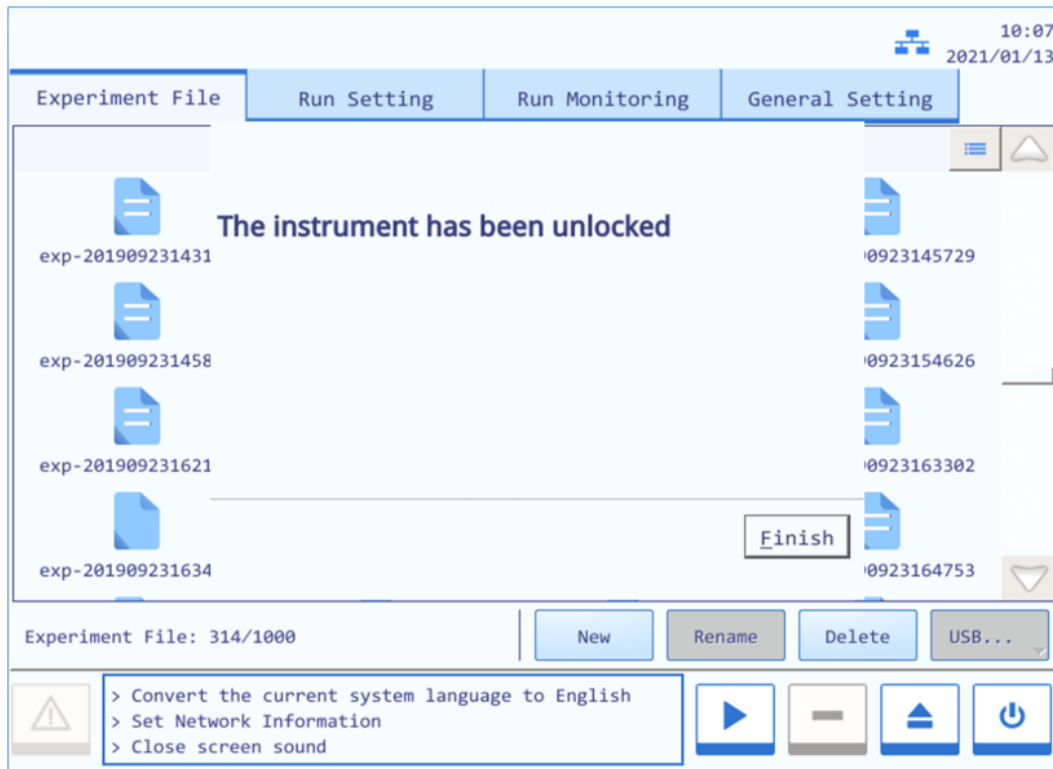 10:07
2021/01/13
Experiment File
Run Setting
Run Monitoring
General Setting
The instrument has been unlocked
exp-201909231431
0923145729
exp-201909231458
0923154626
exp-201909231621
0923163302
exp-201909231634
0923164753
Finish
Experiment File: 314/1000
New
Rename
Delete
USB...
> Convert the current system language to English
> Set Network Information
> Close screen sound